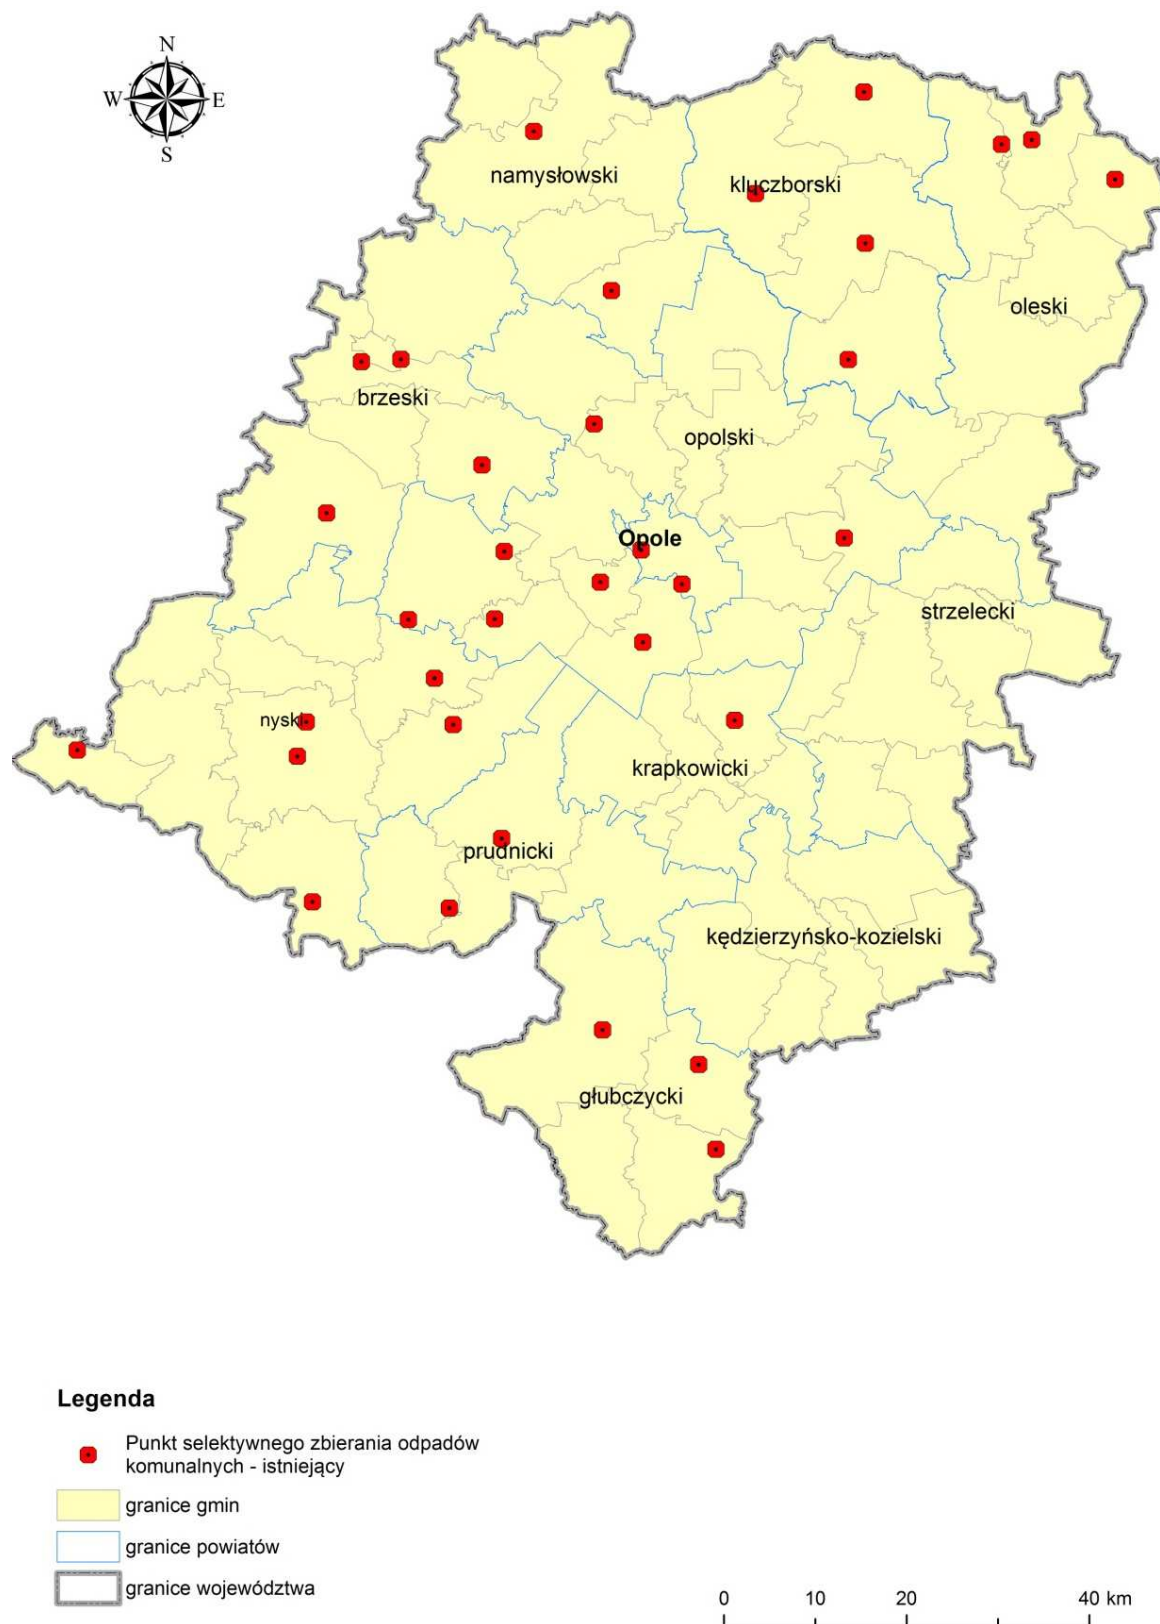 N
W E
S
namysłowski
kluczborski
oleski
brzeski
opolski
Opole
strzelecki
nyski
krapkowicki
prudnicki
kędzierzyńsko-kozielski
głubczycki
Legenda
Punkt selektywnego zbierania odpadów
komunalnych - istniejący
granice gmin
granice powiatów
granice województwa
0 10 20 40 km